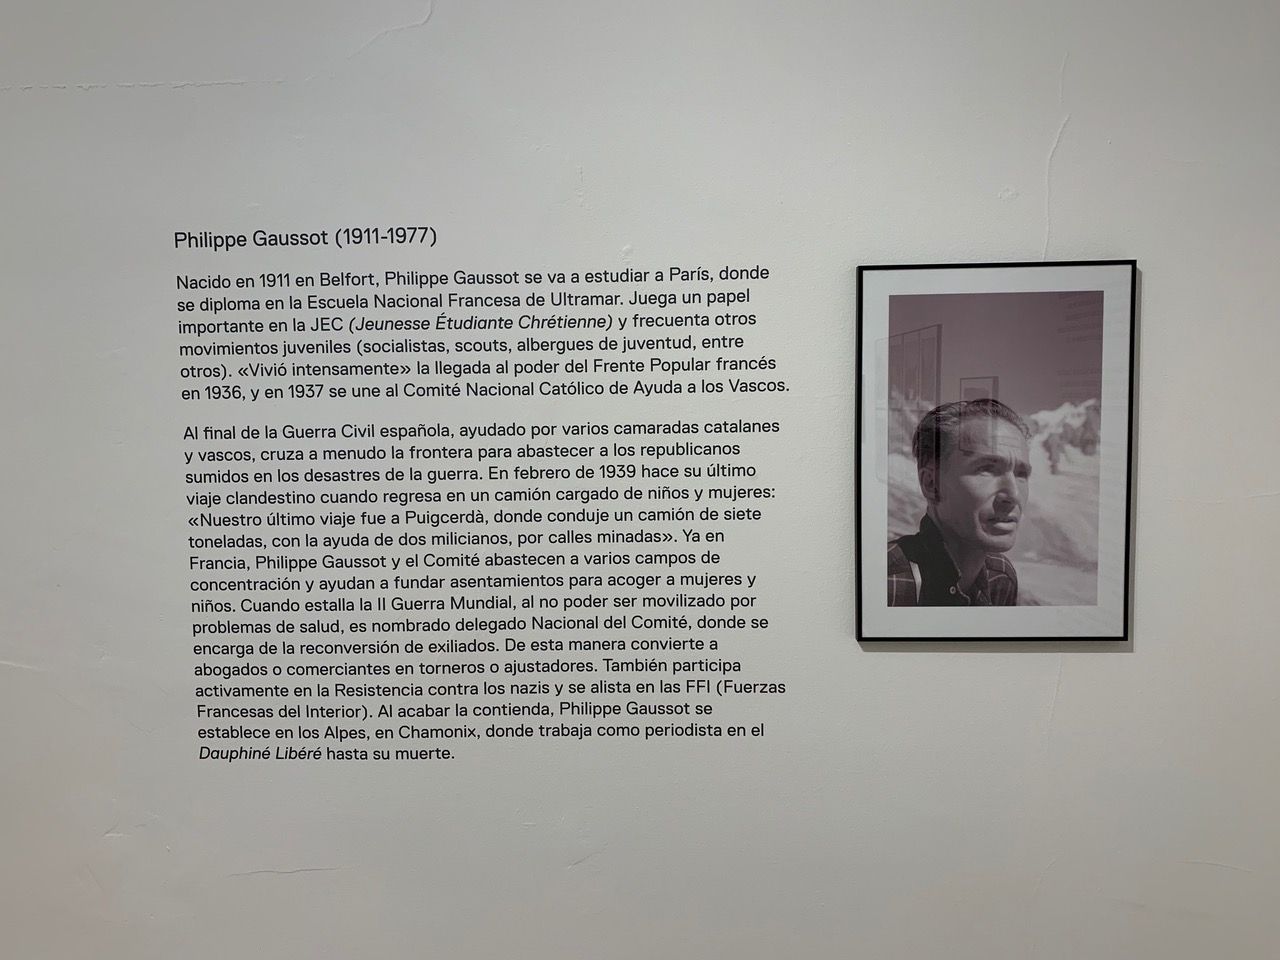 Philippe Gaussot (1911-1977)
Nacido en 1911 en Belfort, Philippe Gaussot se va a estudiar a París, donde
se diploma en la Escuela Nacional Francesa de Ultramar. Juega un papel
importante en la JEC (Jeunesse Étudiante Chrétienne) y frecuenta otros
movimientos juveniles (socialistas, scouts, albergues de juventud, entre
otros). «Vivió intensamente» la llegada al poder del Frente Popular francés
en 1936, y en 1937 se une al Comité Nacional Católico de Ayuda a los Vascos.
Al final de la Guerra Civil española, ayudado por varios camaradas catalanes
y vascos, cruza a menudo la frontera para abastecer a los republicanos
sumidos en los desastres de la guerra. En febrero de 1939 hace su último
viaje clandestino cuando regresa en un camión cargado de niños y mujeres:
«Nuestro último viaje fue a Puigcerdà, donde conduje un camión de siete
toneladas, con la ayuda de dos milicianos, por calles minadas». Ya en
Francia, Philippe Gaussot y el Comité abastecen a varios campos de
concentración y ayudan a fundar asentamientos para acoger a mujeres y
niños. Cuando estalla la II Guerra Mundial, al no poder ser movilizado por
problemas de salud, es nombrado delegado Nacional del Comité, donde se
encarga de la reconversión de exiliados. De esta manera convierte a
abogados o comerciantes en torneros o ajustadores. También participa
activamente en la Resistencia contra los nazis y se alista en las FFI (Fuerzas
Francesas del Interior). Al acabar la contienda, Philippe Gaussot se
establece en los Alpes, en Chamonix, donde trabaja como periodista en el
Dauphiné Libéré hasta su muerte.